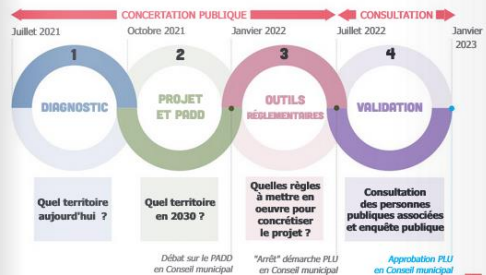 CONCERTATION PUBLIQUE
CONSULTATION
Juillet 2021
Octobre 2021
Janvier 2022
Juillet 2022
Janvier
2023
1
DIAGNOSTIC
2
PROJET
ET PADD
3
OUTILS
RÉGLEMENTAIRES
4
VALIDATION
Quel territoire
aujourd'hui ?
Quel territoire
en 2030 ?
Quelles règles
à mettre en
oeuvre pour
concrétiser
le projet ?
Consultation
des personnes
publiques associées
et enquête publique
Débat sur le PADD
en Conseil municipal
"Arrêt" démarche PLU
en Conseil municipal
Approbation PLU
en Conseil municipal